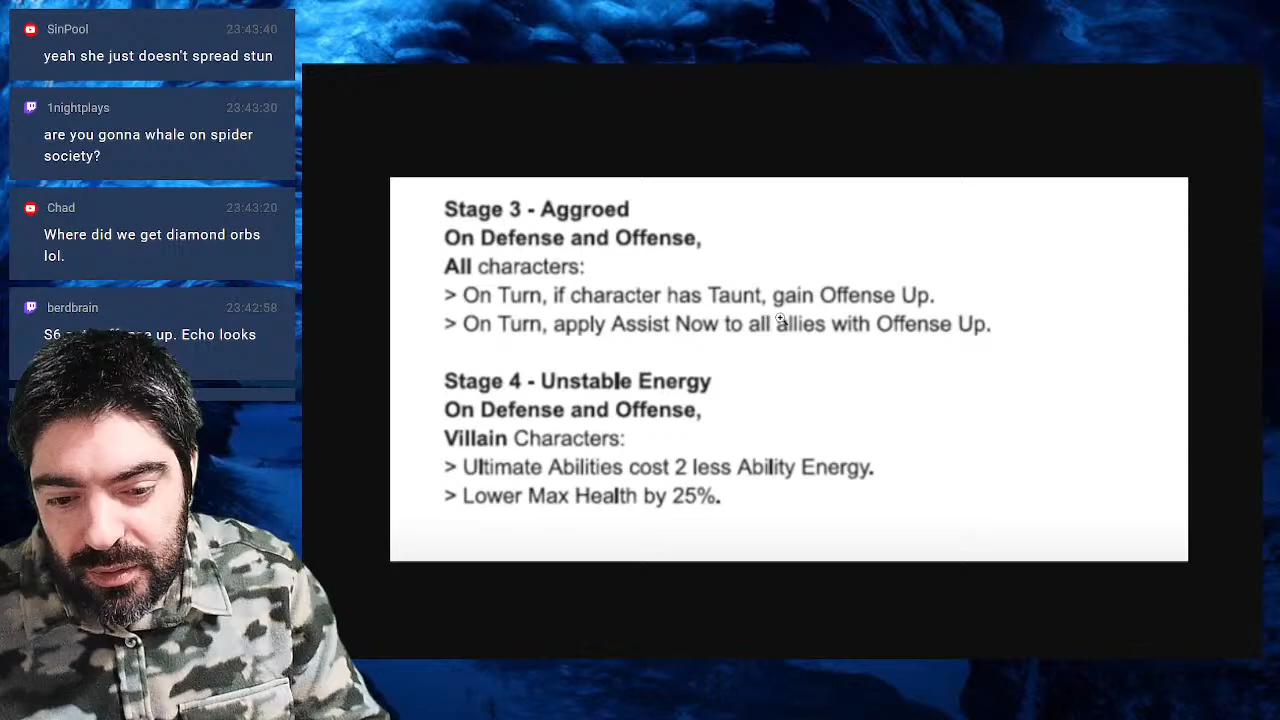 SinPool 23:43:40
yeah she just doesn't spread stun
1nightplays 23:43:30
are you gonna whale on spider
society?
Chad 23:43:20
Where did we get diamond orbs
lol.
berdbrain 23:42:58
S6 up. Echo looks
Stage 3 - Aggroed
On Defense and Offense,
All characters:
> On Turn, if character has Taunt, gain Offense Up.
> On Turn, apply Assist Now to all allies with Offense Up.
Stage 4 - Unstable Energy
On Defense and Offense,
Villain Characters:
> Ultimate Abilities cost 2 less Ability Energy.
> Lower Max Health by 25%.